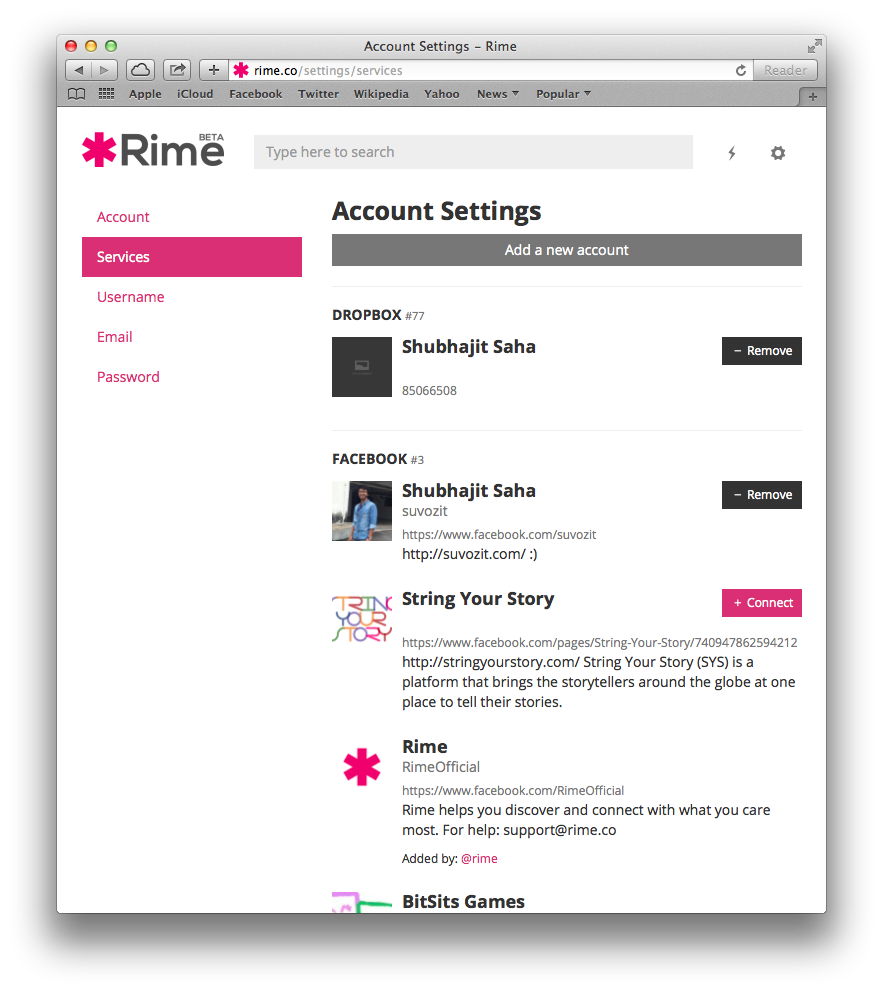 Account Settings – Rime
rime.co/settings/services
Reader
Apple iCloud Facebook Twitter Wikipedia Yahoo News Popular
Rime BETA
Type here to search
Account
Services
Username
Email
Password
Account Settings
Add a new account
DROPBOX #77
Shubhajit Saha
− Remove
85066508
FACEBOOK #3
Shubhajit Saha
− Remove
suvozit
https://www.facebook.com/suvozit
http://suvozit.com/ :)
STRING
YOUR
STORY
String Your Story
+ Connect
https://www.facebook.com/pages/String-Your-Story/740947862594212
http://stringyourstory.com/ String Your Story (SYS) is a
platform that brings the storytellers around the globe at one
place to tell their stories.
Rime
RimeOfficial
https://www.facebook.com/RimeOfficial
Rime helps you discover and connect with what you care
most. For help: support@rime.co
Added by: @rime
BitSits Games